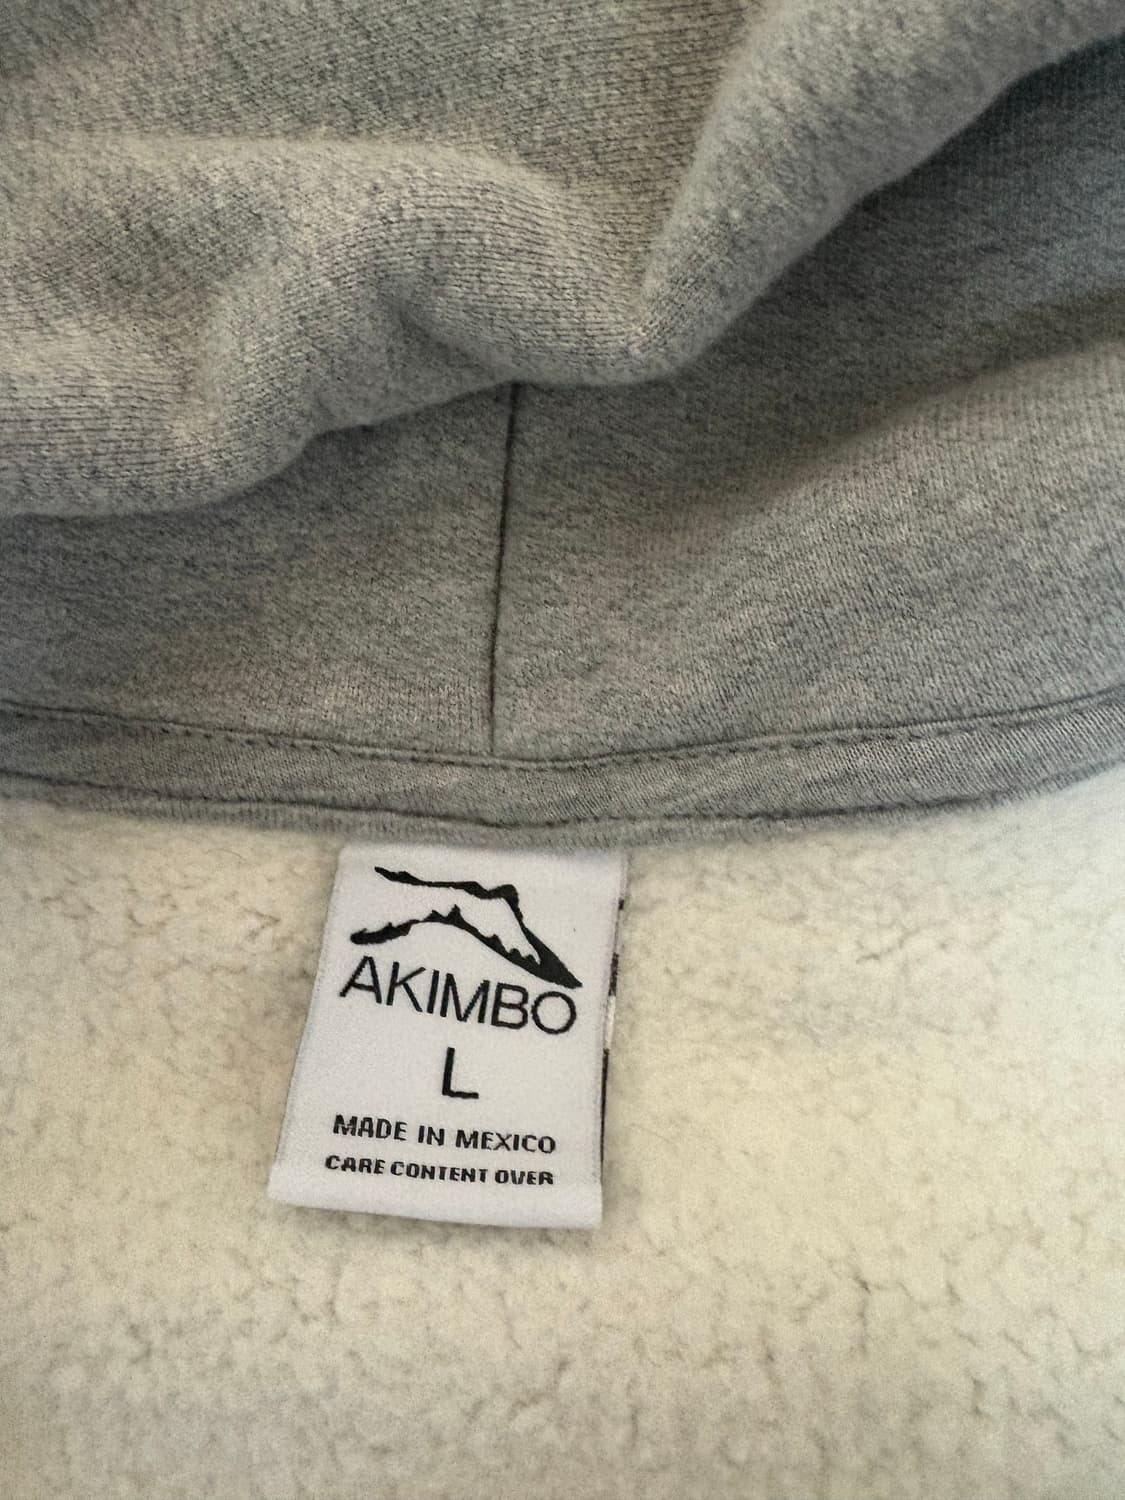 AKIMBO
L
MADE IN MEXICO
CARE CONTENT OVER